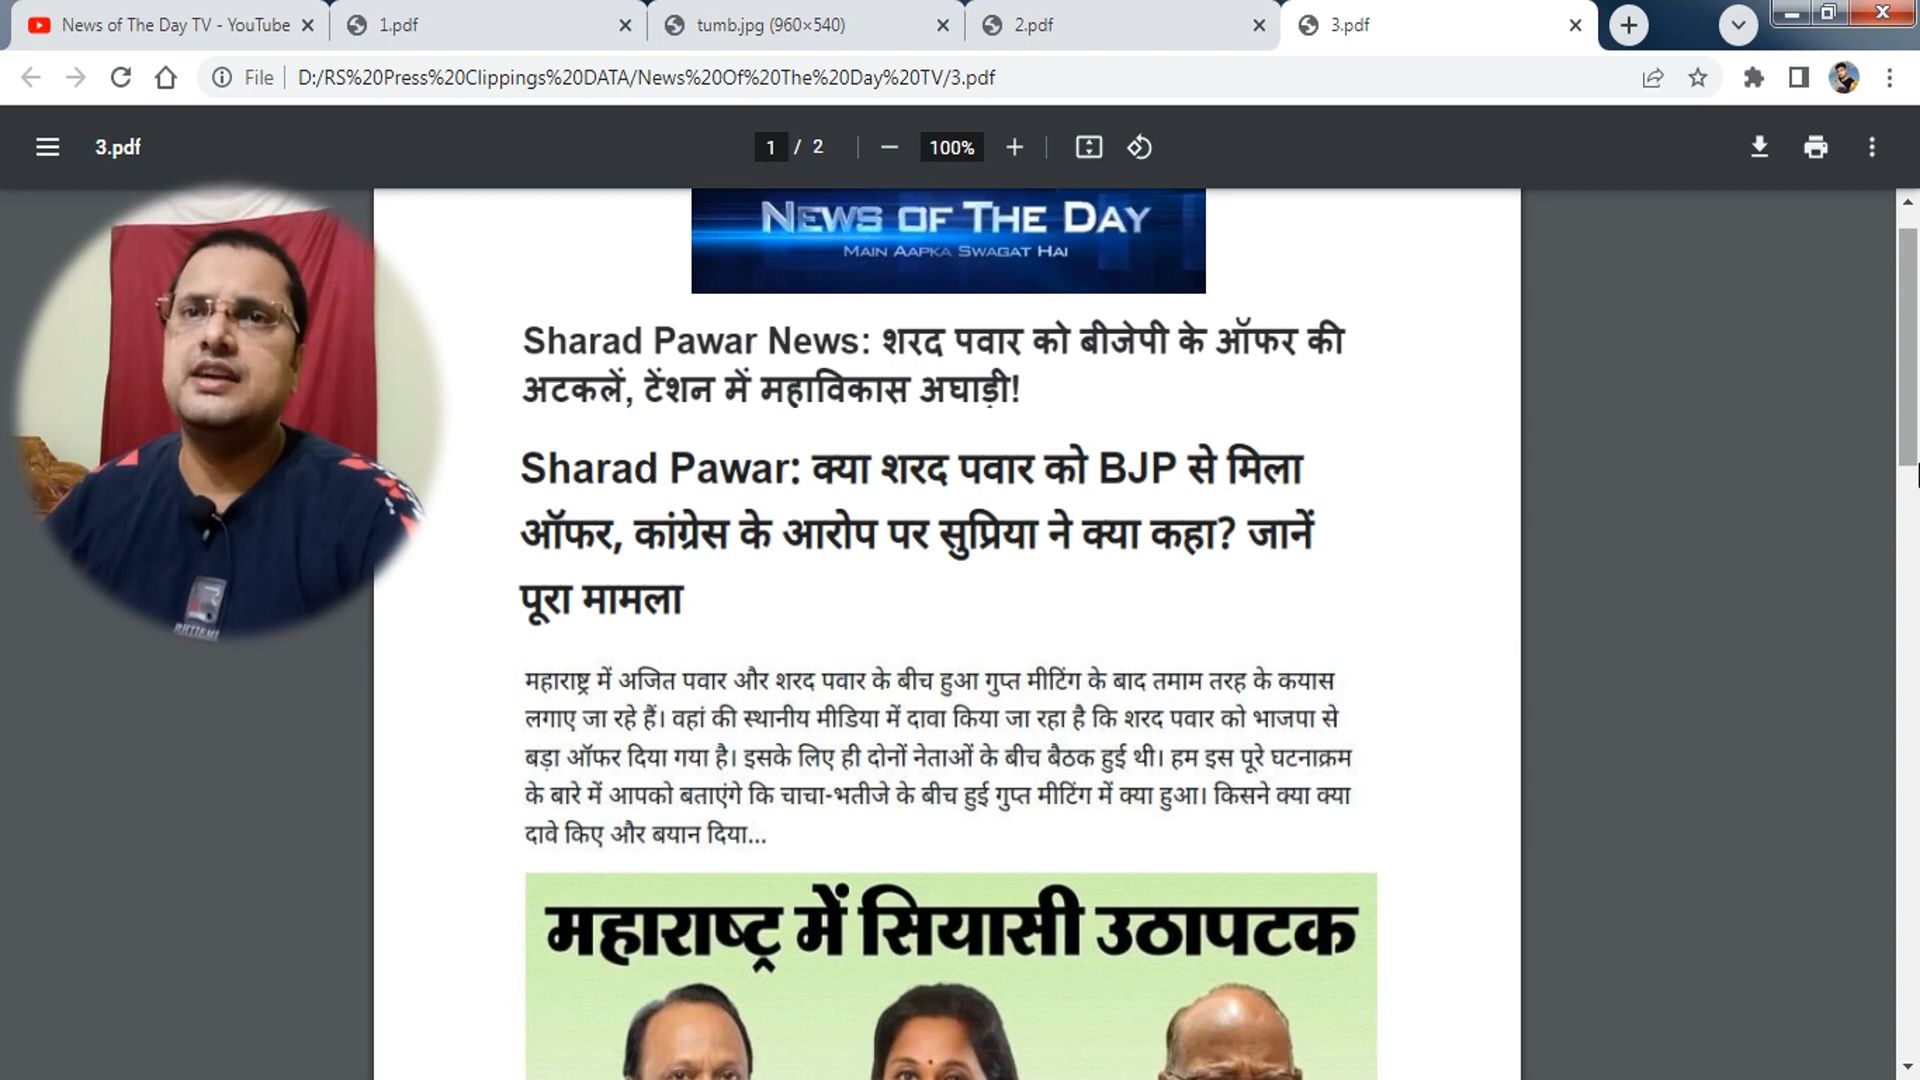 News of The Day TV - YouTube
1.pdf
tumb.jpg (960×540)
2.pdf
3.pdf
File
D:/RS%20Press%20Clippings%20DATA/News%20Of%20The%20Day%20TV/3.pdf
3.pdf
1 / 2
100%
NEWS OF THE DAY
MAIN AAPKA SWAGAT HAI
Sharad Pawar News: शरद पवार को बीजेपी के ऑफर की
अटकलें, टेंशन में महाविकास अघाड़ी!
Sharad Pawar: क्या शरद पवार को BJP से मिला
ऑफर, कांग्रेस के आरोप पर सुप्रिया ने क्या कहा? जानें
पूरा मामला
महाराष्ट्र में अजित पवार और शरद पवार के बीच हुआ गुप्त मीटिंग के बाद तमाम तरह के कयास
लगाए जा रहे हैं। वहां की स्थानीय मीडिया में दावा किया जा रहा है कि शरद पवार को भाजपा से
बड़ा ऑफर दिया गया है। इसके लिए ही दोनों नेताओं के बीच बैठक हुई थी। हम इस पूरे घटनाक्रम
के बारे में आपको बताएंगे कि चाचा-भतीजे के बीच हुई गुप्त मीटिंग में क्या हुआ। किसने क्या क्या
दावे किए और बयान दिया...
महाराष्ट्र में सियासी उठापटक